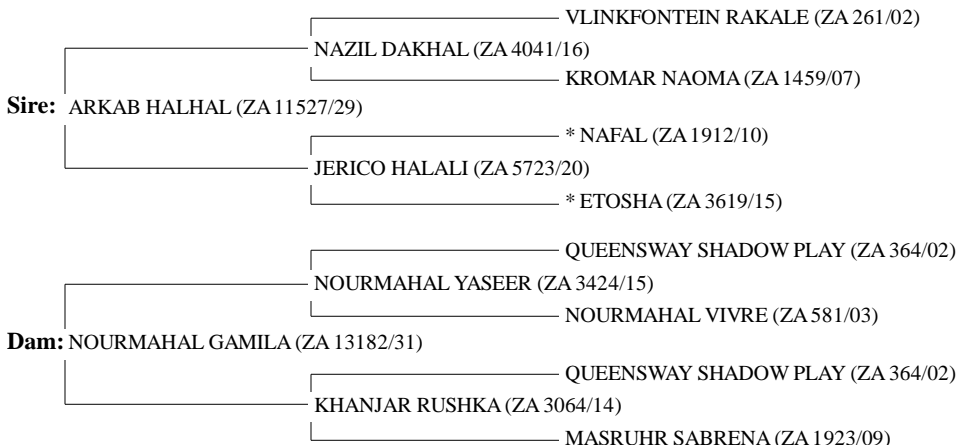 VLINKFONTEIN RAKALE (ZA 261/02)
NAZIL DAKHAL (ZA 4041/16)
KROMAR NAOMA (ZA 1459/07)
Sire: ARKAB HALHAL (ZA 11527/29)
* NAFAL (ZA 1912/10)
JERICO HALALI (ZA 5723/20)
* ETOSHA (ZA 3619/15)
QUEENSWAY SHADOW PLAY (ZA 364/02)
NOURMAHAL YASEER (ZA 3424/15)
NOURMAHAL VIVRE (ZA 581/03)
Dam: NOURMAHAL GAMILA (ZA 13182/31)
QUEENSWAY SHADOW PLAY (ZA 364/02)
KHANJAR RUSHKA (ZA 3064/14)
MASRUHR SABRENA (ZA 1923/09)